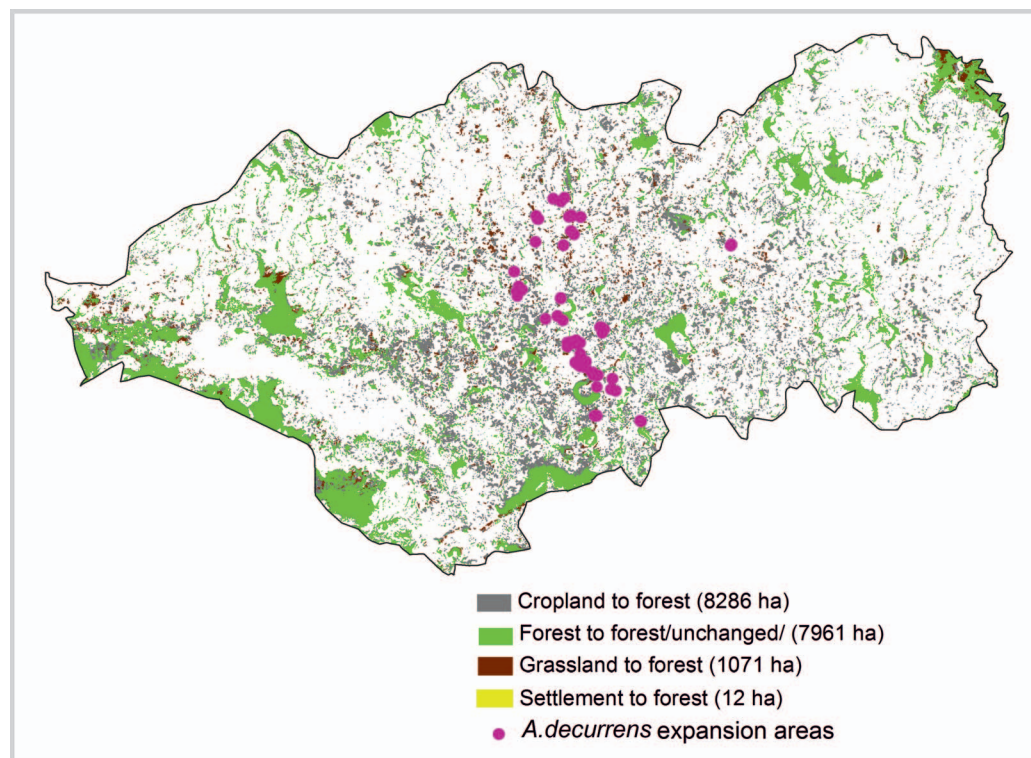 Cropland to forest (8286 ha)
Forest to forest/unchanged/ (7961 ha)
Grassland to forest (1071 ha)
Settlement to forest (12 ha)
A.decurrens expansion areas